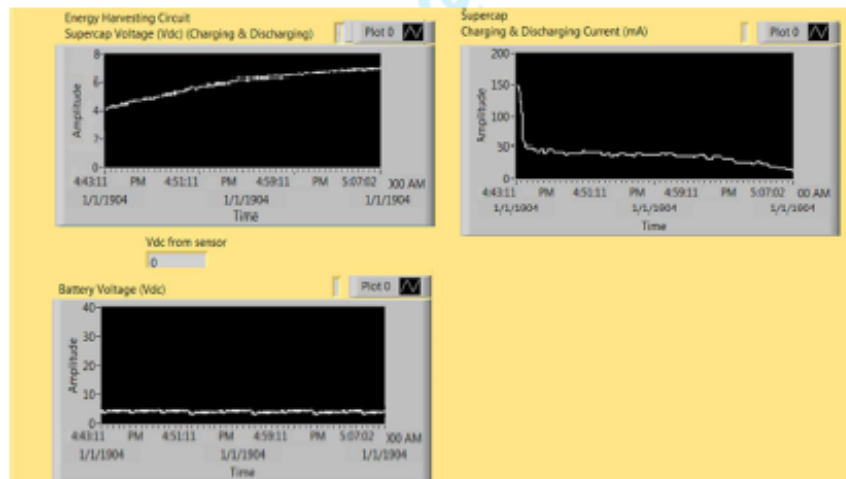 Energy Harvesting Circuit
Supercap Voltage (Vdc) (Charging & Discharging)
Plot 0
8-
6-
4-
2-
0-
Amplitude
4:43:11 PM 4:51:11 PM 4:59:11 PM 5:07:02 00 AM
1/1/1904 1/1/1904 1/1/1904
Time
Supercap
Charging & Discharging Current (mA)
Plot 0
200-
150-
100-
50-
0-
Amplitude
4:43:11 PM 4:51:11 PM 4:59:11 PM 5:07:02 00 AM
1/1/1904 1/1/1904 1/1/1904
Time
Vdc from sensor
0
Battery Voltage (Vdc)
Plot 0
40-
30-
20-
10-
0-
Amplitude
4:43:11 PM 4:51:11 PM 4:59:11 PM 5:07:02 00 AM
1/1/1904 1/1/1904 1/1/1904
Time